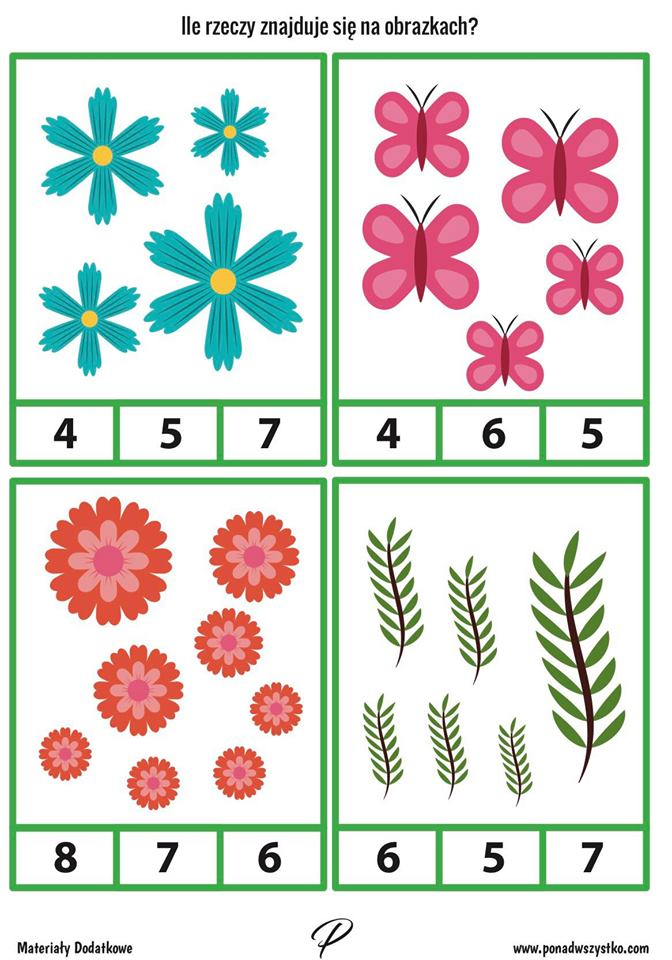 Ile rzeczy znajduje się na obrazkach?
4 5 7
4 6 5
8 7 6
6 5 7
Materiały Dodatkowe
P
www.ponadwszystko.com